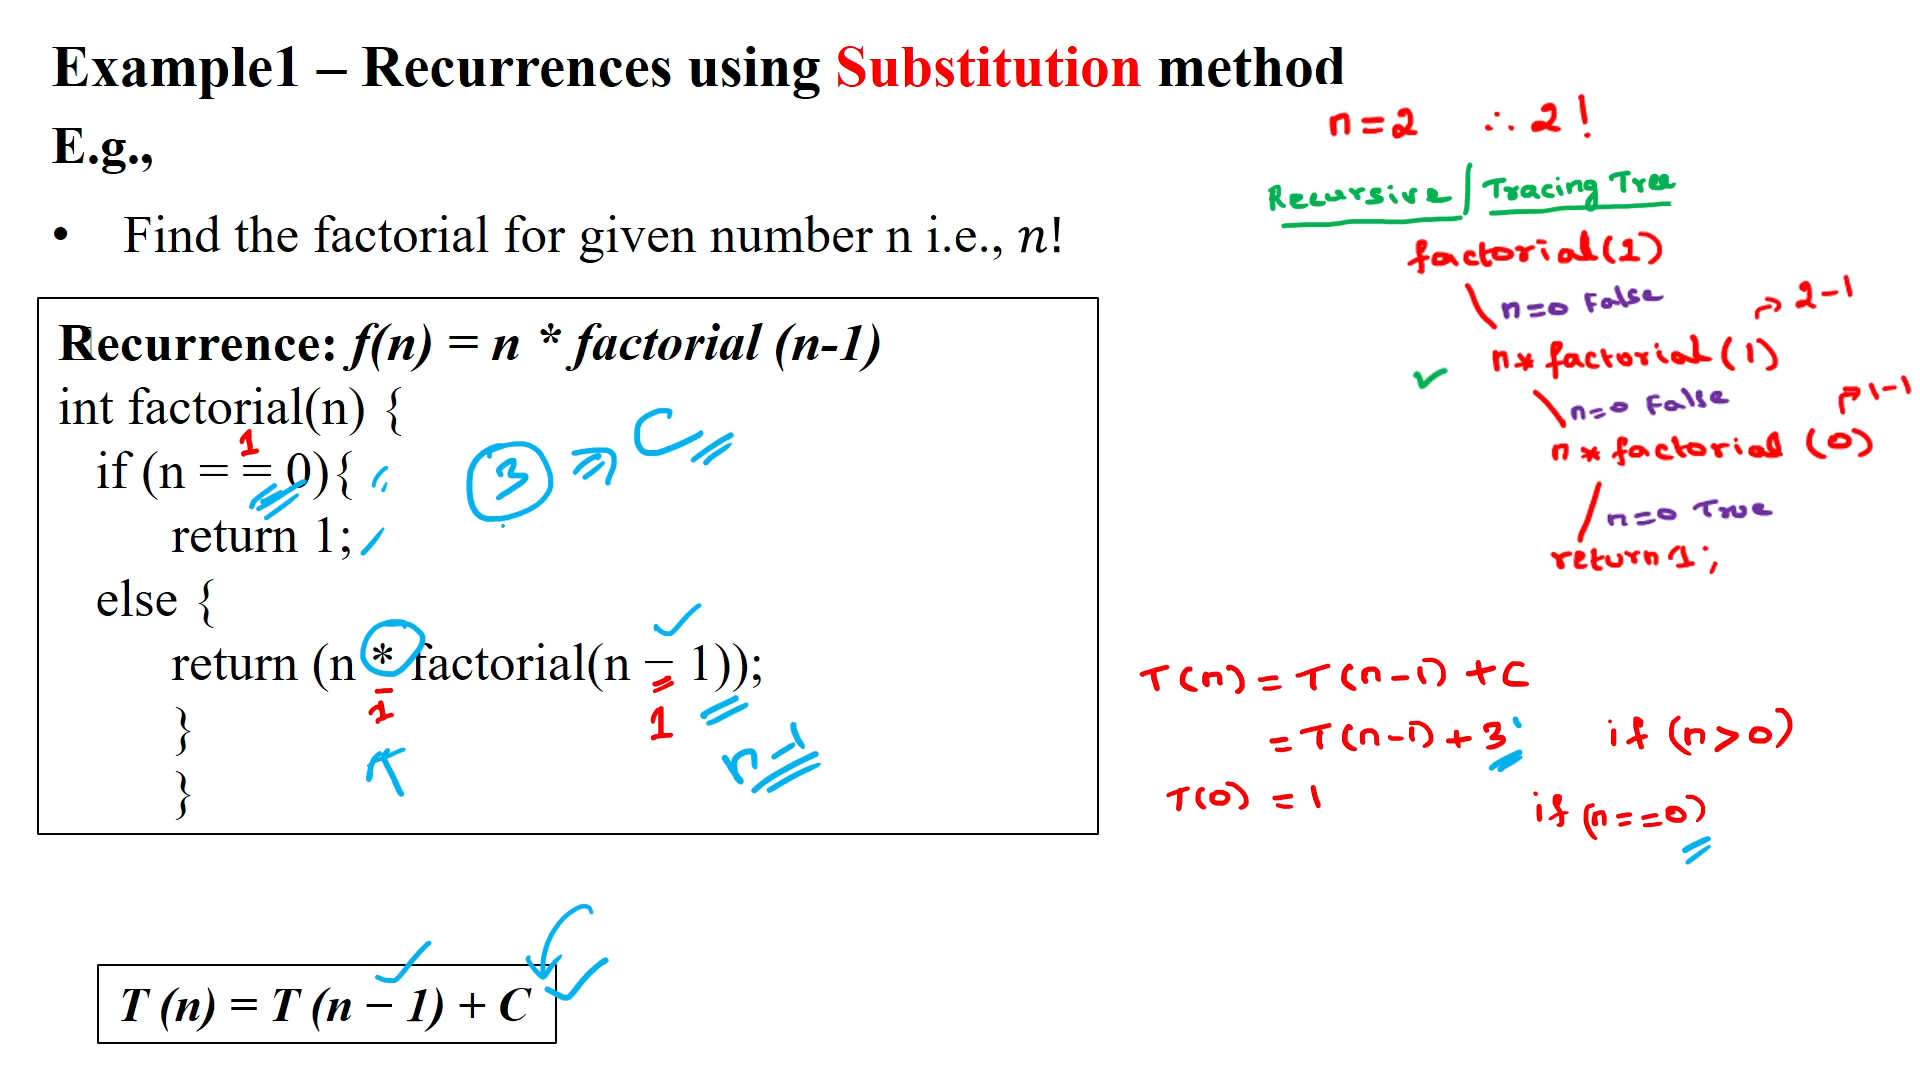 Example1 – Recurrences using Substitution method
E.g.,
• Find the factorial for given number n i.e., n!
Recurrence: f(n) = n * factorial (n-1)
int factorial(n) {
1
if (n = = 0){
return 1;
else {
return (n * factorial(n – 1));
1 1
}
n-1
}
3 ⇒ C
T (n) = T (n – 1) + C
n=2 ∴ 2!
Recursive / Tracing Tree
factorial(2)
n=0 False
2-1
n* factorial(1)
n=0 False
1-1
n* factorial (0)
n=0 True
return 1;
T(n) = T(n-1) +C
= T(n-1) + 3 if (n>0)
T(0) = 1 if (n==0)